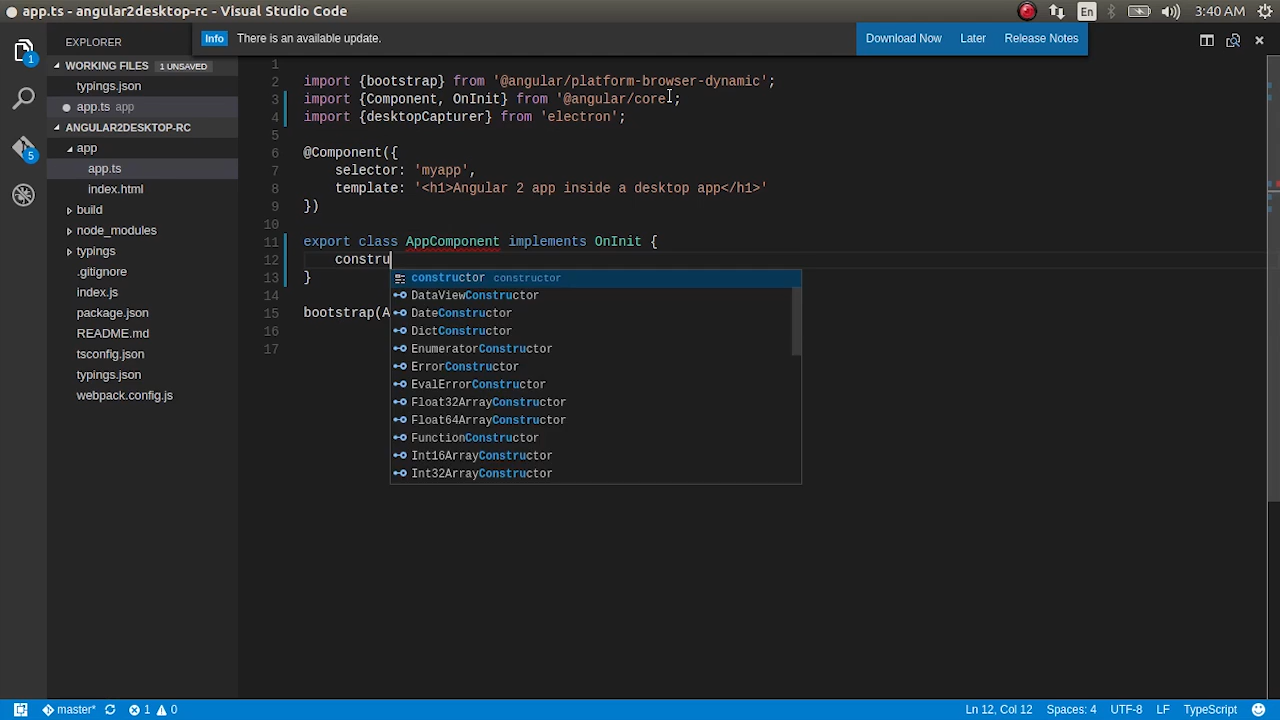 app.ts - angular2desktop-rc - Visual Studio Code
En
3:40 AM
EXPLORER
Info There is an available update.
Download Now Later Release Notes
1
WORKING FILES 1 UNSAVED
typings.json
app.ts app
ANGULAR2DESKTOP-RC
app
app.ts
index.html
build
node_modules
typings
.gitignore
index.js
package.json
README.md
tsconfig.json
typings.json
webpack.config.js
5
1
2 import {bootstrap} from '@angular/platform-browser-dynamic';
3 import {Component, OnInit} from '@angular/core';
4 import {desktopCapturer} from 'electron';
5
6 @Component({
7 selector: 'myapp',
8 template: '<h1>Angular 2 app inside a desktop app</h1>'
9 })
10
11 export class AppComponent implements OnInit {
12 constru
13 }
14
15 bootstrap(A
16
17
constructor constructor
DataViewConstructor
DateConstructor
DictConstructor
EnumeratorConstructor
ErrorConstructor
EvalErrorConstructor
Float32ArrayConstructor
Float64ArrayConstructor
FunctionConstructor
Int16ArrayConstructor
Int32ArrayConstructor
master* 1 0
Ln 12, Col 12 Spaces: 4 UTF-8 LF TypeScript